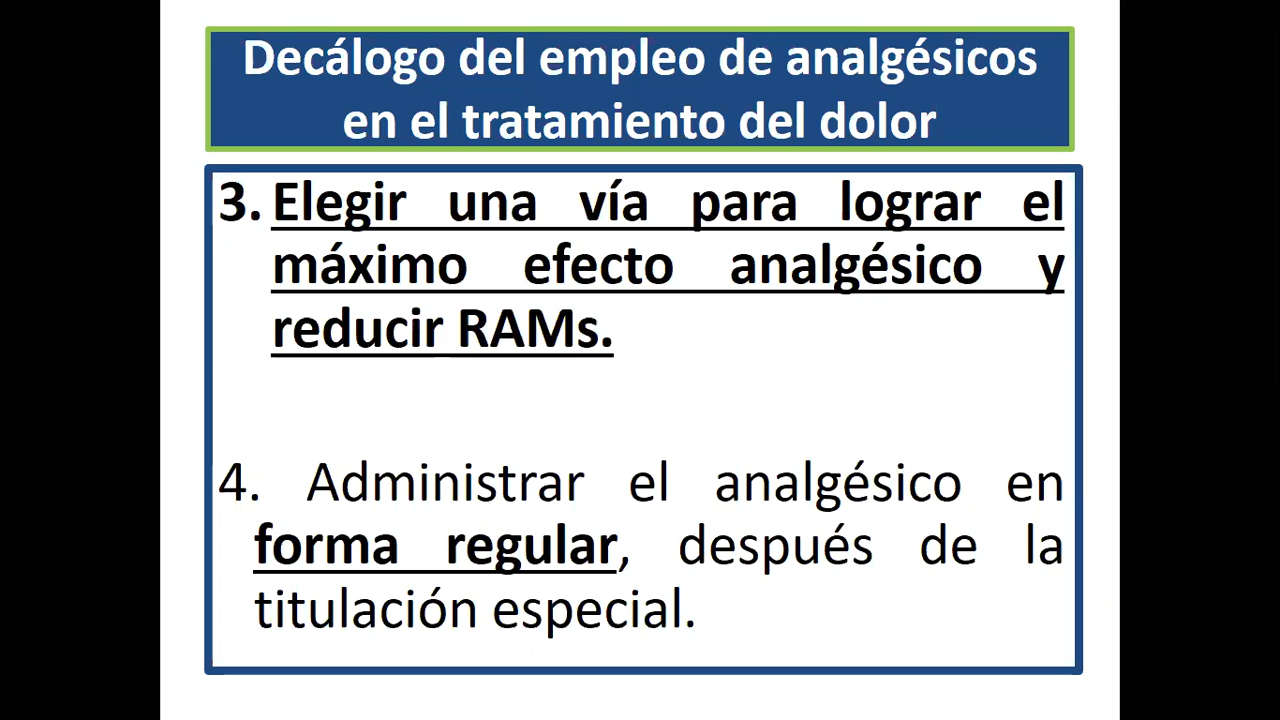 Decálogo del empleo de analgésicos
en el tratamiento del dolor
3. Elegir una vía para lograr el
máximo efecto analgésico y
reducir RAMs.
4. Administrar el analgésico en
forma regular, después de la
titulación especial.